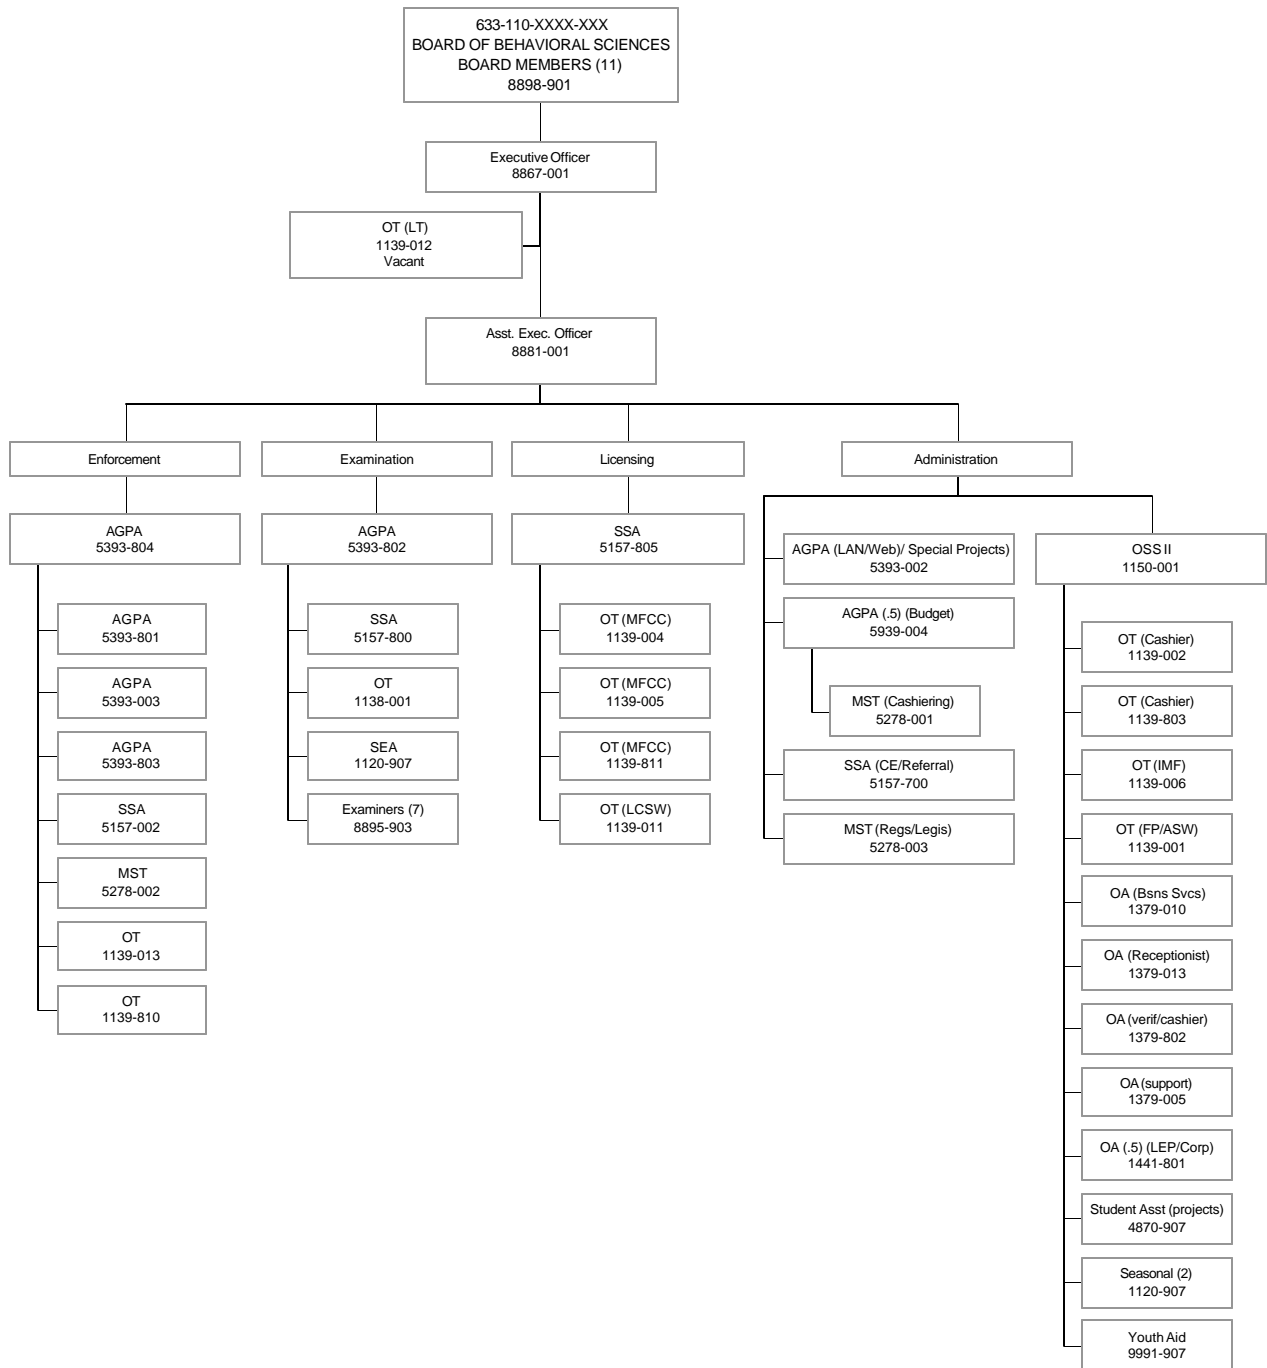 633-110-XXXX-XXX
BOARD OF BEHAVIORAL SCIENCES
BOARD MEMBERS (11)
8898-901
Executive Officer
8867-001
OT (LT)
1139-012
Vacant
Asst. Exec. Officer
8881-001
Enforcement
AGPA
5393-804
AGPA
5393-801
AGPA
5393-003
AGPA
5393-803
SSA
5157-002
MST
5278-002
OT
1139-013
OT
1139-810
Examination
AGPA
5393-802
SSA
5157-800
OT
1138-001
SEA
1120-907
Examiners (7)
8895-903
Licensing
SSA
5157-805
OT (MFCC)
1139-004
OT (MFCC)
1139-005
OT (MFCC)
1139-811
OT (LCSW)
1139-011
Administration
AGPA (LAN/Web)/ Special Projects)
5393-002
AGPA (.5) (Budget)
5939-004
MST (Cashiering)
5278-001
SSA (CE/Referral)
5157-700
MST (Regs/Legis)
5278-003
OSS II
1150-001
OT (Cashier)
1139-002
OT (Cashier)
1139-803
OT (IMF)
1139-006
OT (FP/ASW)
1139-001
OA (Bsns Svcs)
1379-010
OA (Receptionist)
1379-013
OA (verif/cashier)
1379-802
OA (support)
1379-005
OA (.5) (LEP/Corp)
1441-801
Student Asst (projects)
4870-907
Seasonal (2)
1120-907
Youth Aid
9991-907